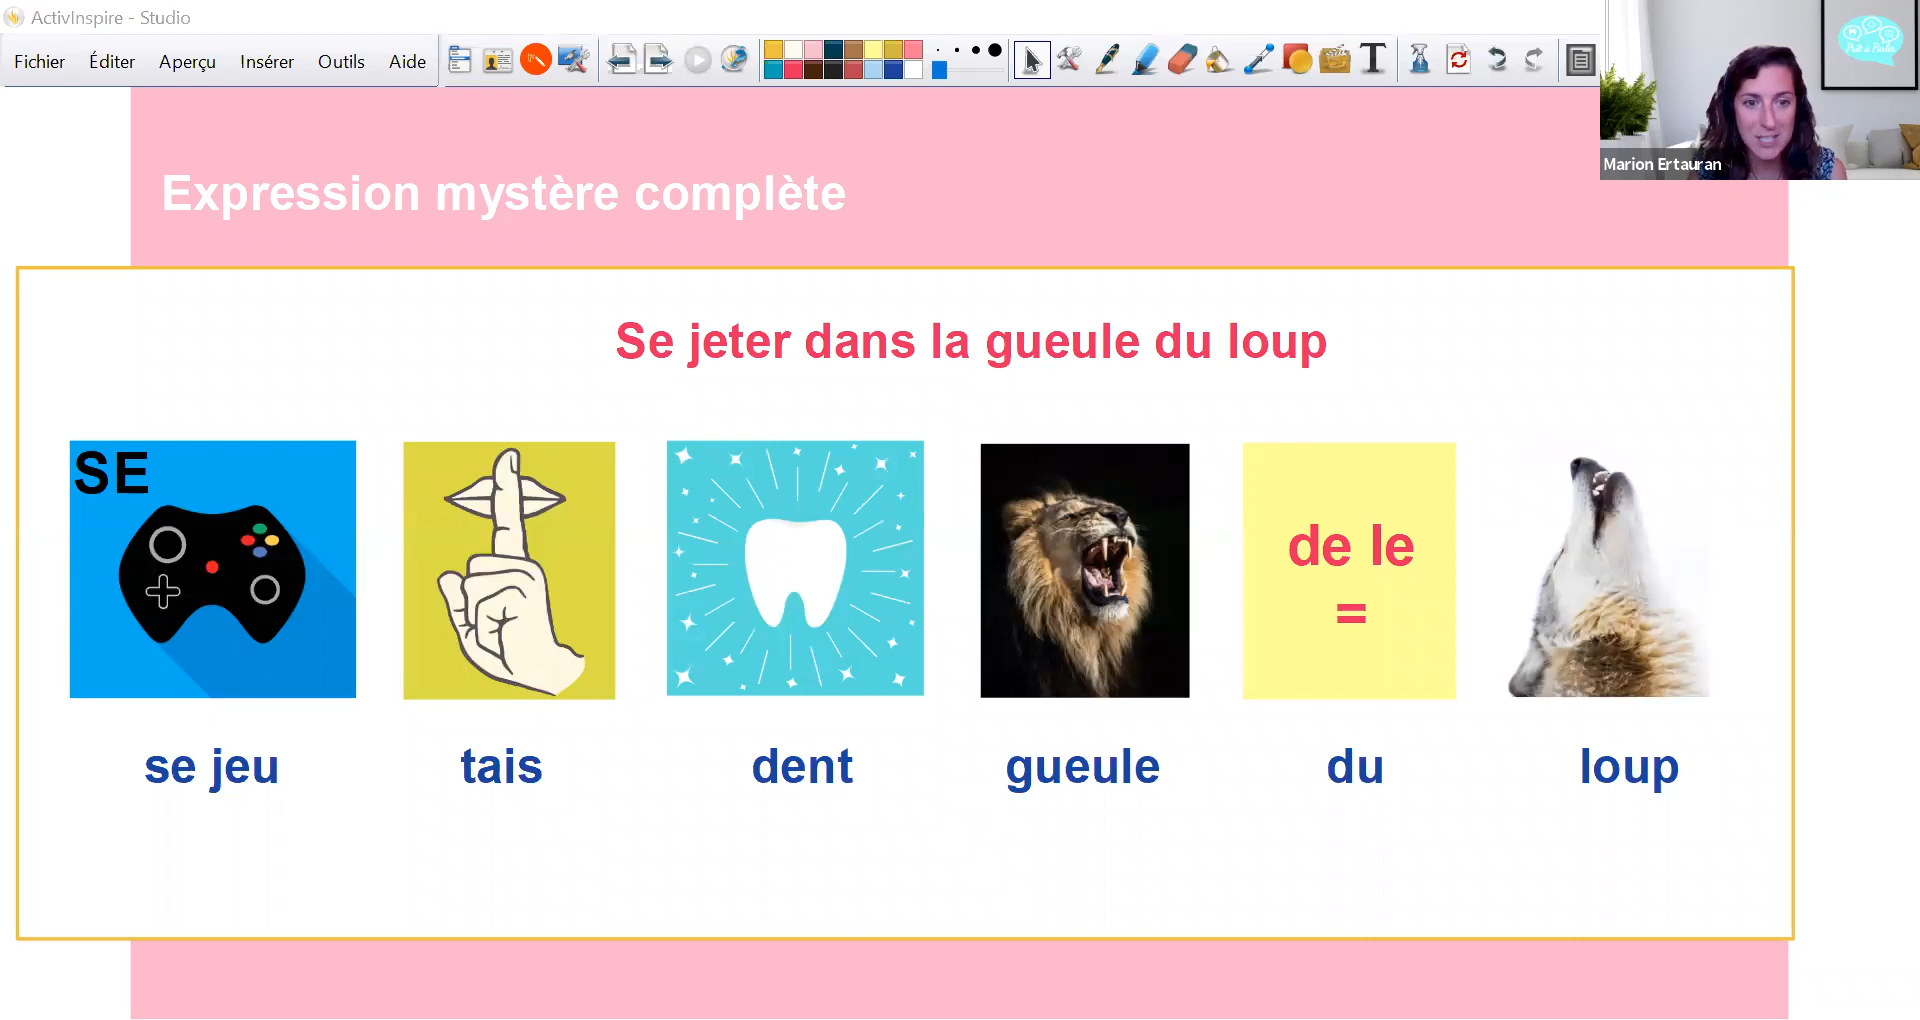 ActivInspire - Studio
Fichier Éditer Aperçu Insérer Outils Aide
Marion Ertauran
Expression mystère complète
Se jeter dans la gueule du loup
SE
de le
=
se jeu tais dent gueule du loup